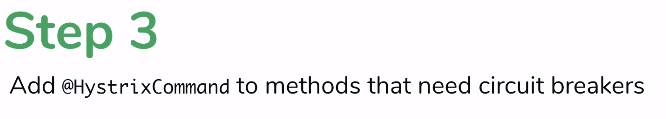 Step 3
Add @HystrixCommand to methods that need circuit breakers